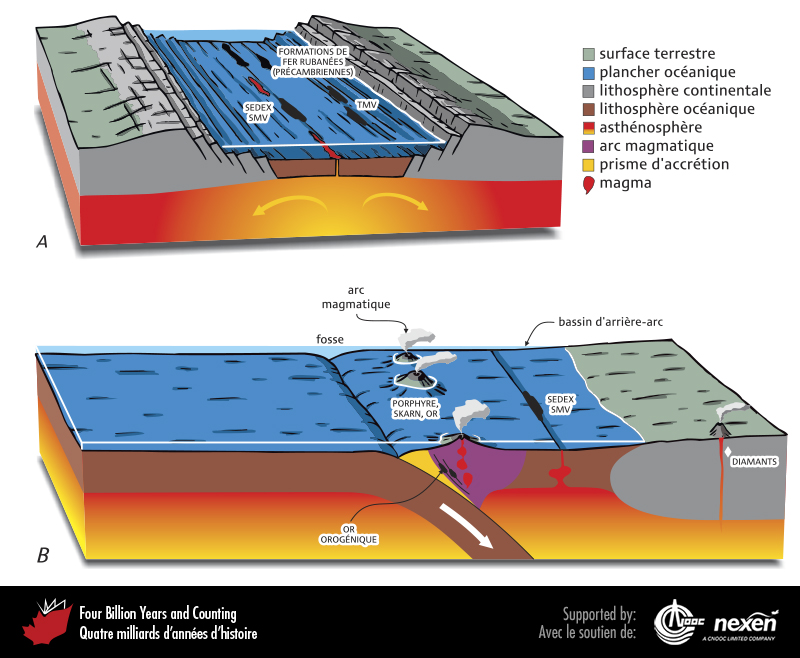 FORMATIONS DE
FER RUBANÉES
(PRÉCAMBRIENNES)
SEDEX
SMV
TMV
A
surface terrestre
plancher océanique
lithosphère continentale
lithosphère océanique
asthénosphère
arc magmatique
prisme d'accrétion
magma
arc
magmatique
fosse
bassin d'arrière-arc
PORPHYRE,
SKARN, OR
SEDEX
SMV
DIAMANTS
OR
OROGÉNIQUE
B
Four Billion Years and Counting
Quatre milliards d'années d'histoire
Supported by:
Avec le soutien de:
CNOOC
nexen
A CNOOC LIMITED COMPANY